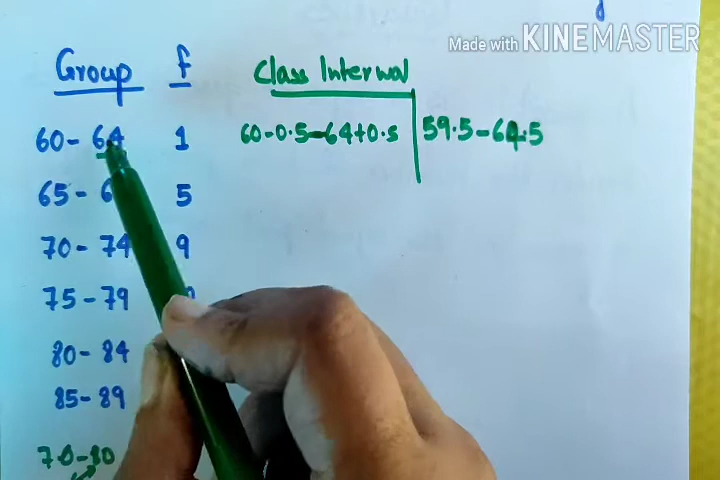 Made with KINEMASTER
Group f Class Interval
60 - 64 1 60-0.5-64+0.5 59.5-64.5
65 - 5
70 - 74 9
75 - 79
80 - 84
85 - 89